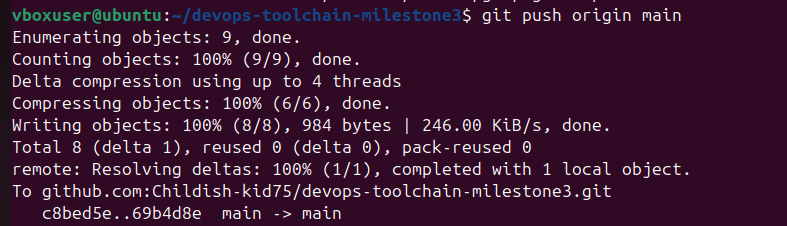 vboxuser@ubuntu:~/devops-toolchain-milestone3$ git push origin main
Enumerating objects: 9, done.
Counting objects: 100% (9/9), done.
Delta compression using up to 4 threads
Compressing objects: 100% (6/6), done.
Writing objects: 100% (8/8), 984 bytes | 246.00 KiB/s, done.
Total 8 (delta 1), reused 0 (delta 0), pack-reused 0
remote: Resolving deltas: 100% (1/1), completed with 1 local object.
To github.com:Childish-kid75/devops-toolchain-milestone3.git
   c8bed5e..69b4d8e  main -> main